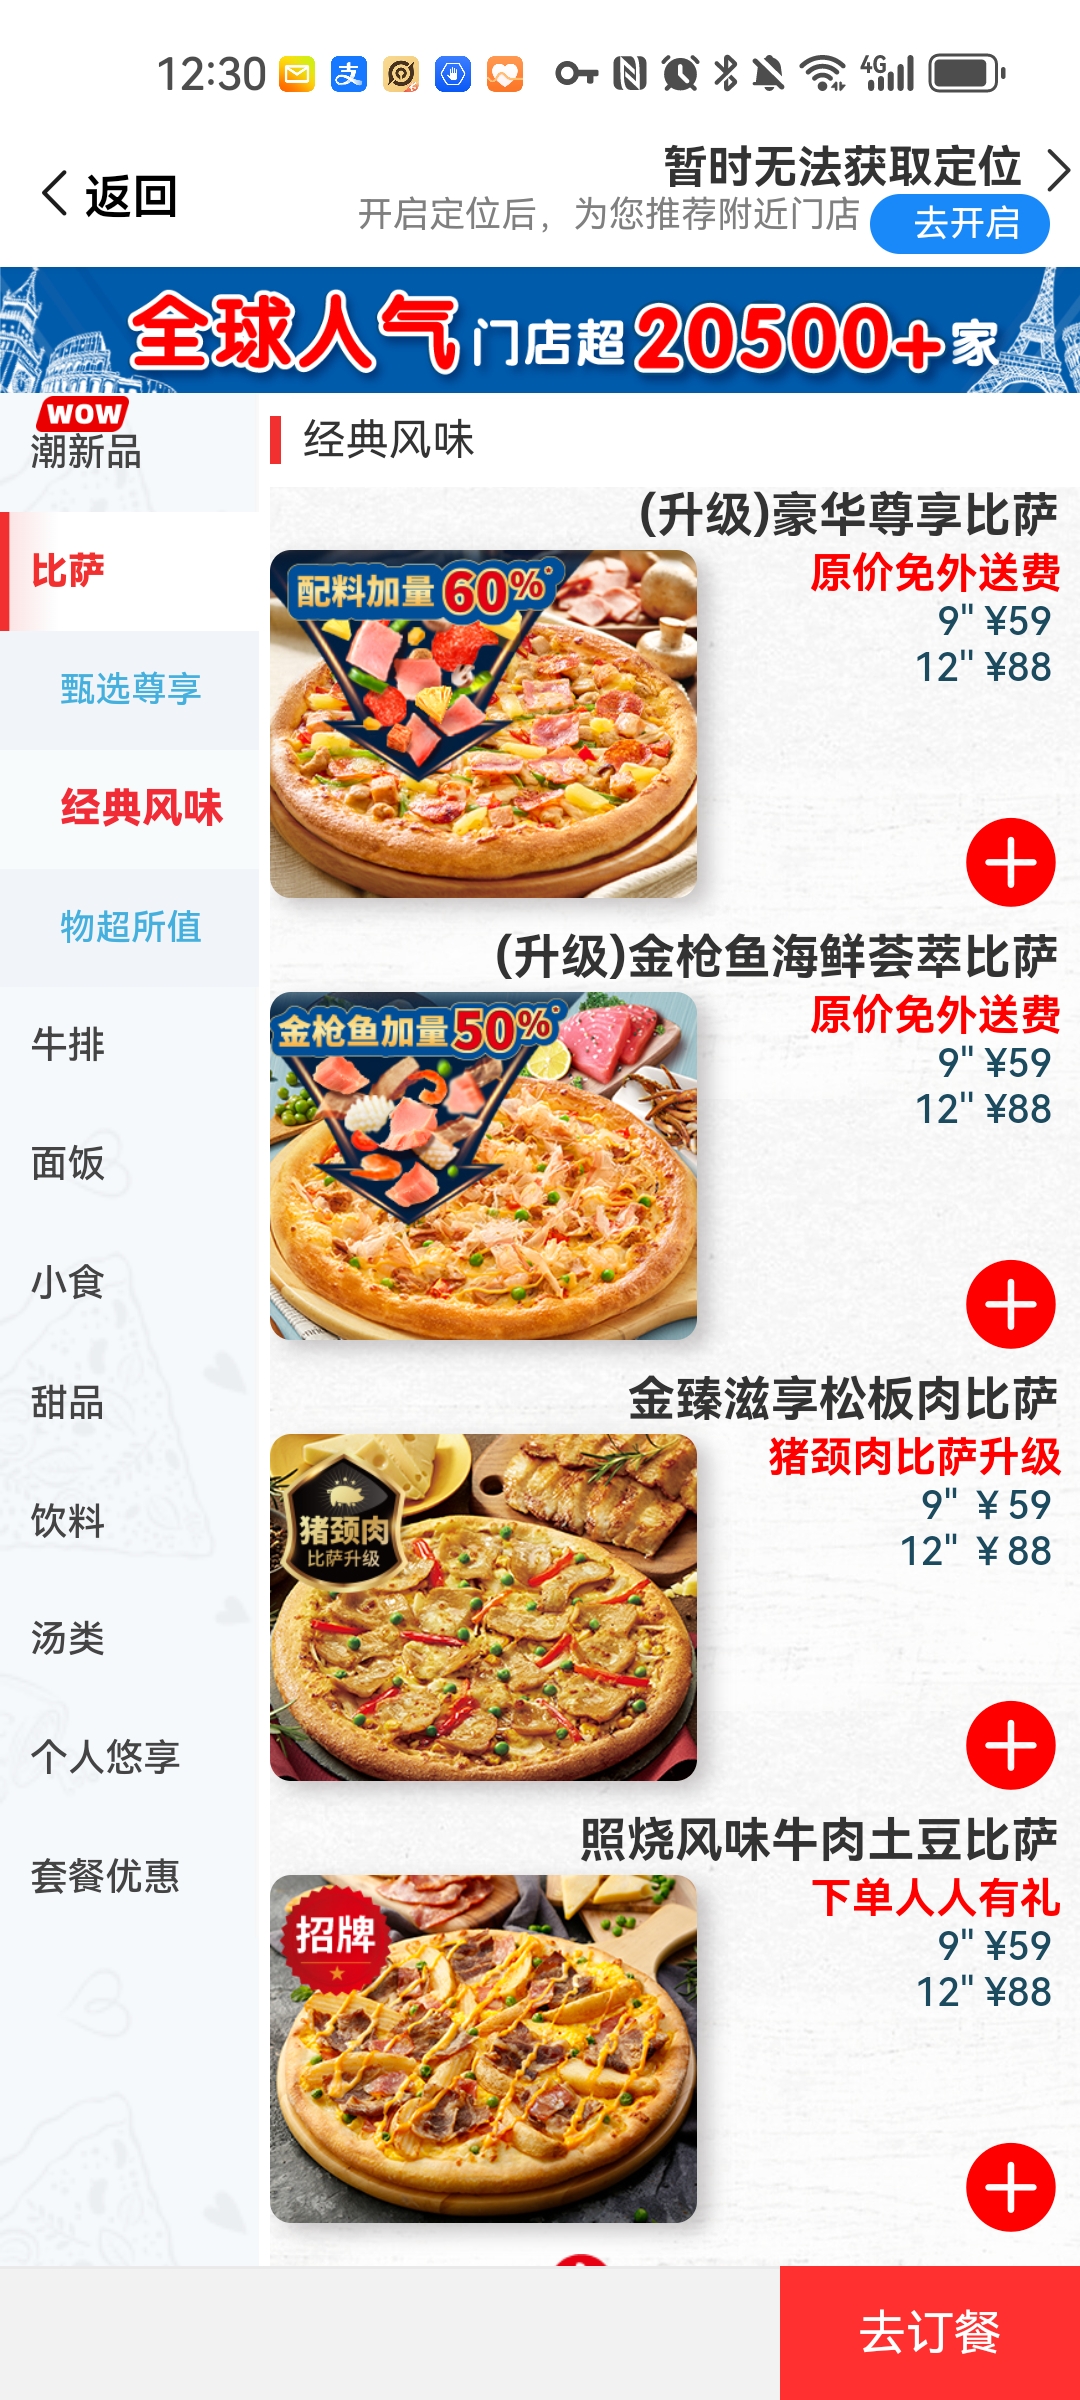 12:30
4G
返回
暂时无法获取定位
开启定位后，为您推荐附近门店
去开启
全球人气 门店超 20500+ 家
WOW
潮新品
比萨
甄选尊享
经典风味
物超所值
牛排
面饭
小食
甜品
饮料
汤类
个人悠享
套餐优惠
经典风味
(升级)豪华尊享比萨
配料加量60%*
原价免外送费
9" ¥59
12" ¥88
(升级)金枪鱼海鲜荟萃比萨
金枪鱼加量50%*
原价免外送费
9" ¥59
12" ¥88
金臻滋享松板肉比萨
猪颈肉
比萨升级
猪颈肉比萨升级
9" ￥59
12" ￥88
照烧风味牛肉土豆比萨
招牌
下单人人有礼
9" ¥59
12" ¥88
去订餐